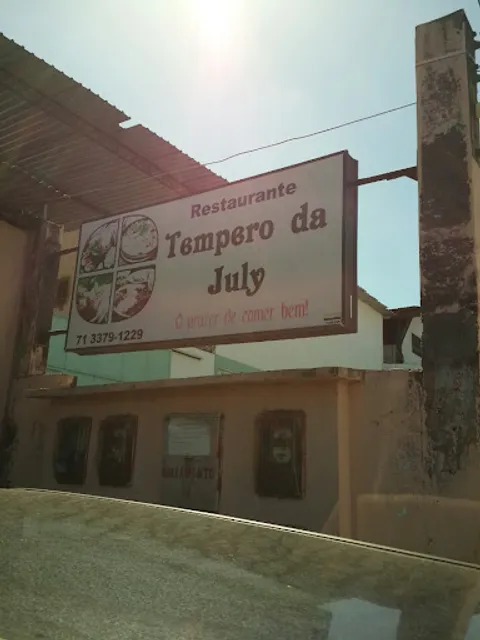 Restaurante
Tempero da
July
O prazer de comer bem!
71 3379-1229